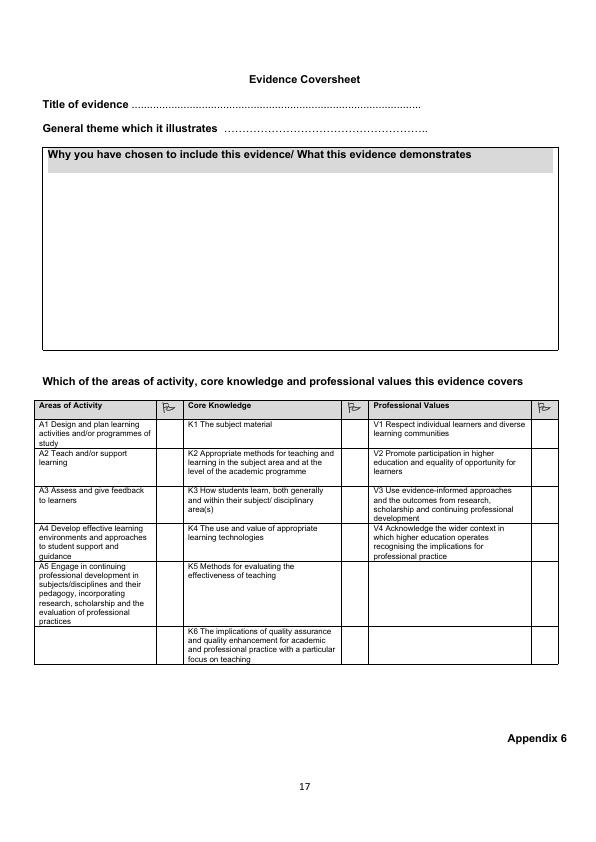 Evidence Coversheet
Title of evidence ................................................................................................
General theme which it illustrates …………………………………………………..
Why you have chosen to include this evidence/ What this evidence demonstrates
Which of the areas of activity, core knowledge and professional values this evidence covers
Areas of Activity
Core Knowledge
Professional Values
A1 Design and plan learning
activities and/or programmes of
study
K1 The subject material
V1 Respect individual learners and diverse
learning communities
A2 Teach and/or support
learning
K2 Appropriate methods for teaching and
learning in the subject area and at the
level of the academic programme
V2 Promote participation in higher
education and equality of opportunity for
learners
A3 Assess and give feedback
to learners
K3 How students learn, both generally
and within their subject/ disciplinary
area(s)
V3 Use evidence-informed approaches
and the outcomes from research,
scholarship and continuing professional
development
A4 Develop effective learning
environments and approaches
to student support and
guidance
K4 The use and value of appropriate
learning technologies
V4 Acknowledge the wider context in
which higher education operates
recognising the implications for
professional practice
A5 Engage in continuing
professional development in
subjects/disciplines and their
pedagogy, incorporating
research, scholarship and the
evaluation of professional
practices
K5 Methods for evaluating the
effectiveness of teaching
K6 The implications of quality assurance
and quality enhancement for academic
and professional practice with a particular
focus on teaching
Appendix 6
17